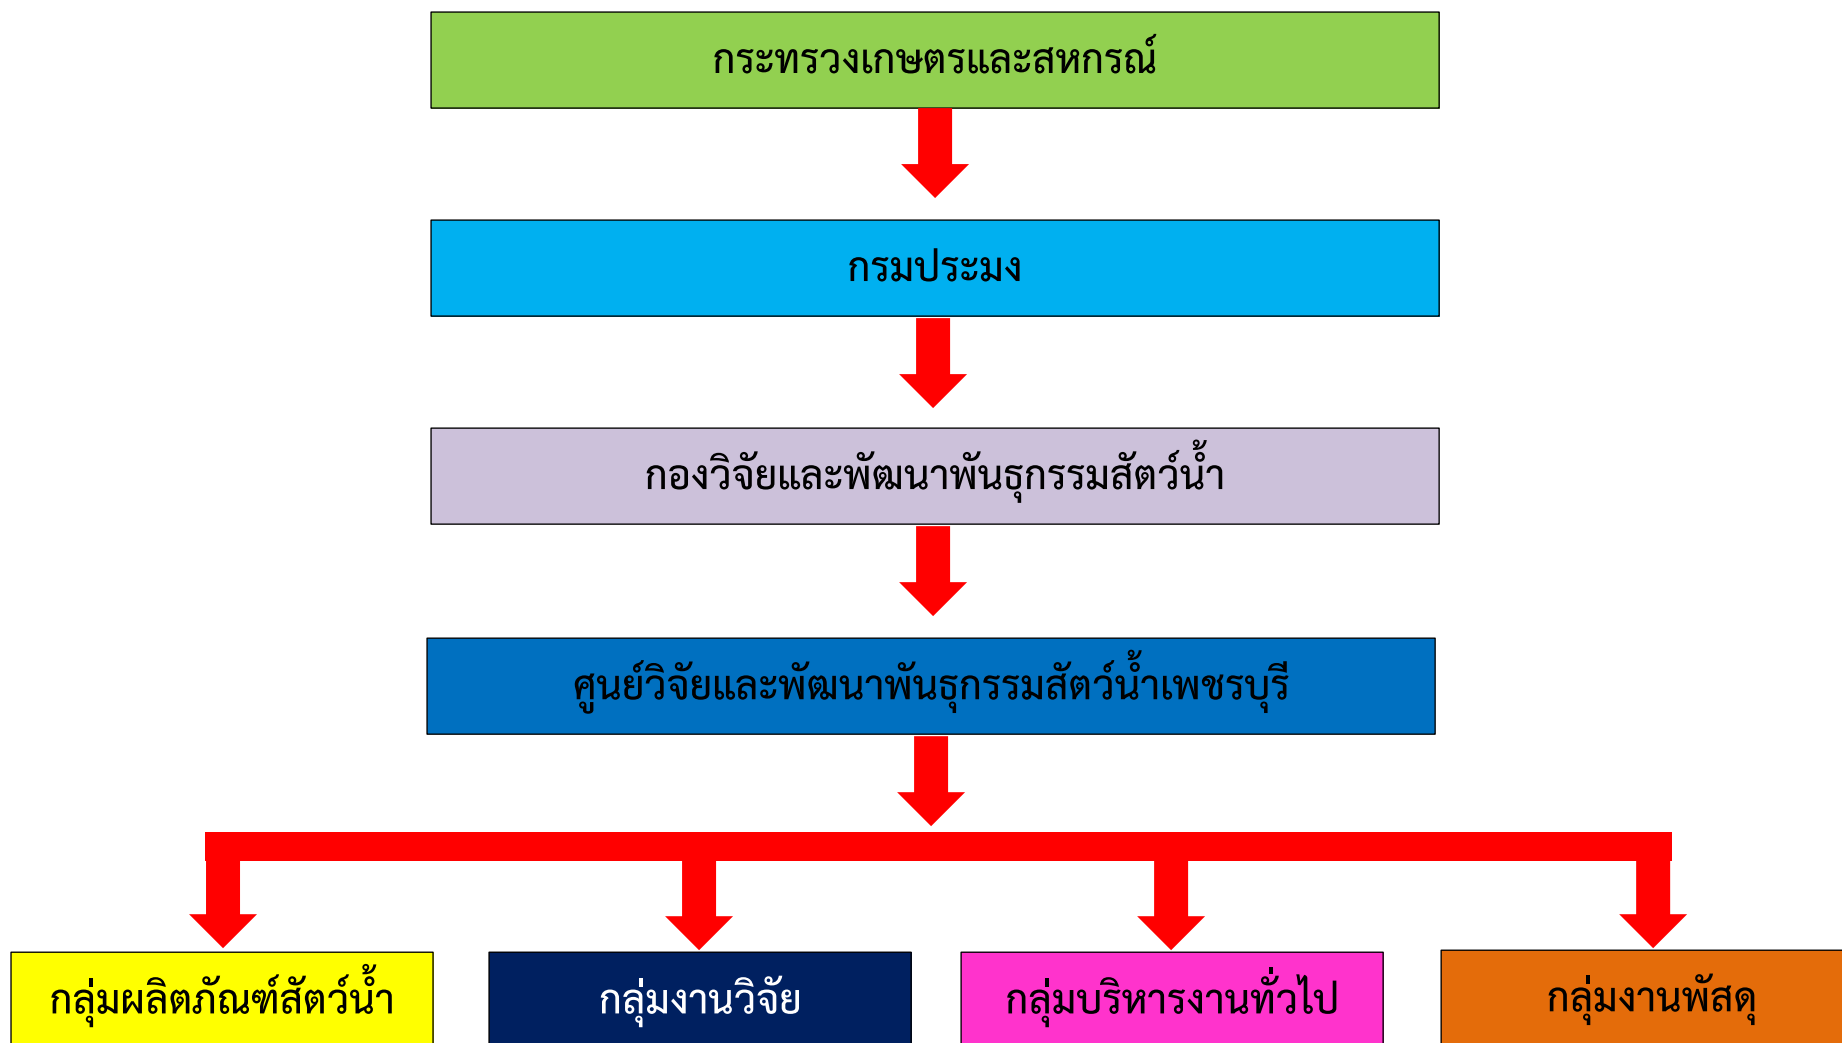 กระทรวงเกษตรและสหกรณ์
กรมประมง
กองวิจัยและพัฒนาพันธุกรรมสัตว์น้ำ
ศูนย์วิจัยและพัฒนาพันธุกรรมสัตว์น้ำเพชรบุรี
กลุ่มผลิตภัณฑ์สัตว์น้ำ
กลุ่มงานวิจัย
กลุ่มบริหารงานทั่วไป
กลุ่มงานพัสดุ